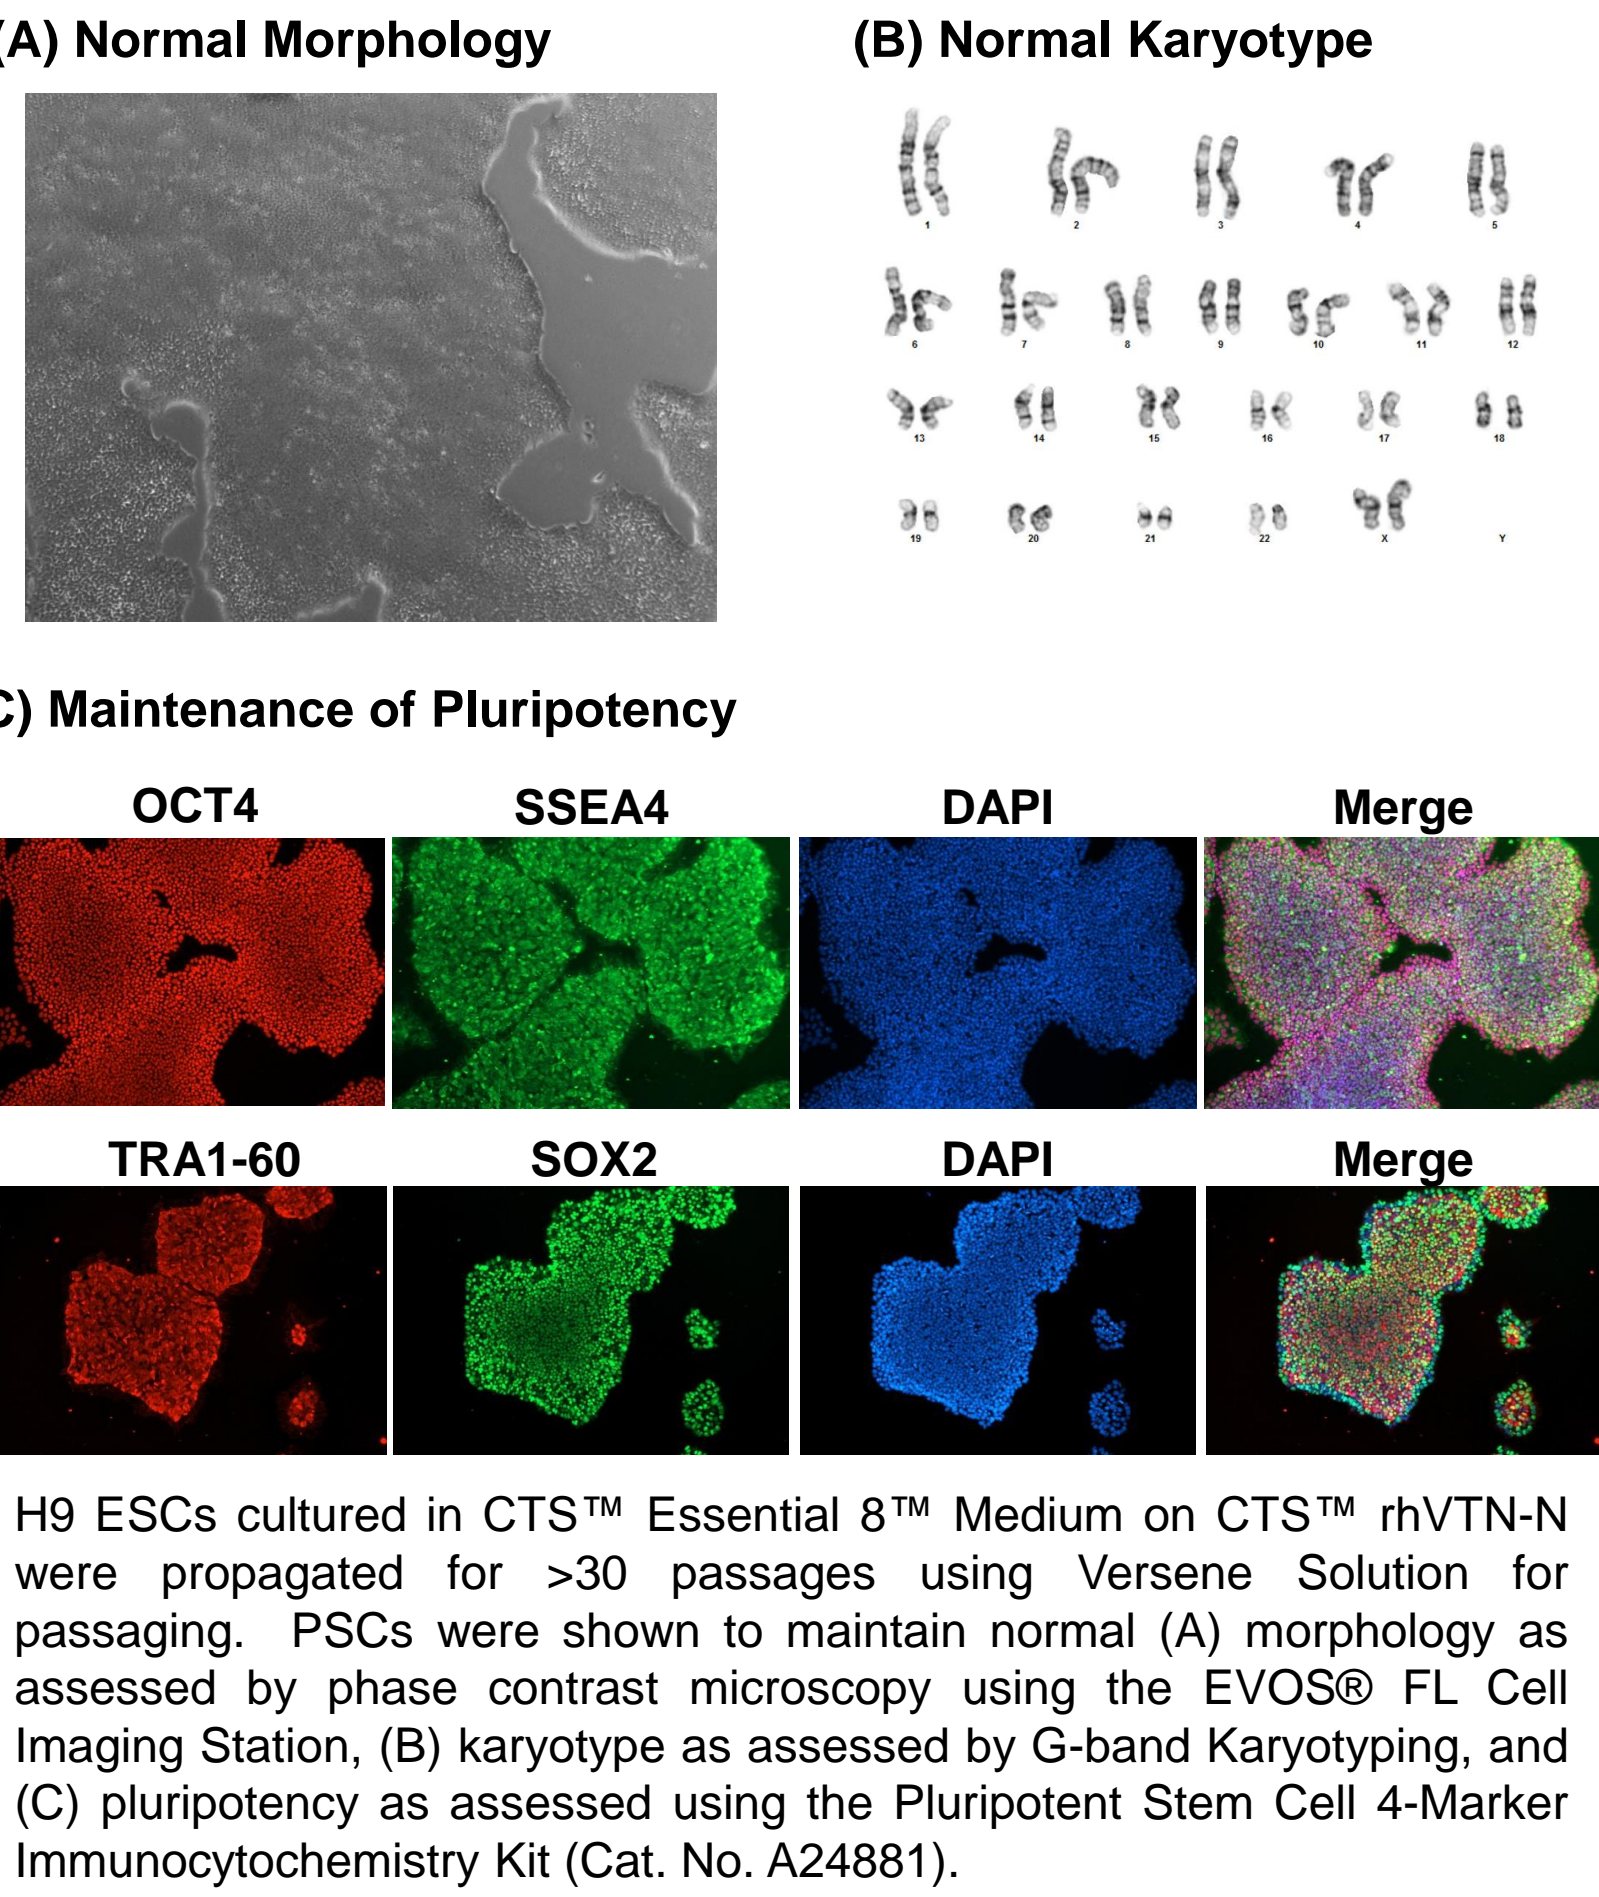 (A) Normal Morphology
(B) Normal Karyotype
1 2 3 4 5
6 7 8 9 10 11 12
13 14 15 16 17 18
19 20 21 22 X Y
C) Maintenance of Pluripotency
OCT4 SSEA4 DAPI Merge
TRA1-60 SOX2 DAPI Merge
H9 ESCs cultured in CTS™ Essential 8™ Medium on CTS™ rhVTN-N
were propagated for >30 passages using Versene Solution for
passaging. PSCs were shown to maintain normal (A) morphology as
assessed by phase contrast microscopy using the EVOS® FL Cell
Imaging Station, (B) karyotype as assessed by G-band Karyotyping, and
(C) pluripotency as assessed using the Pluripotent Stem Cell 4-Marker
Immunocytochemistry Kit (Cat. No. A24881).